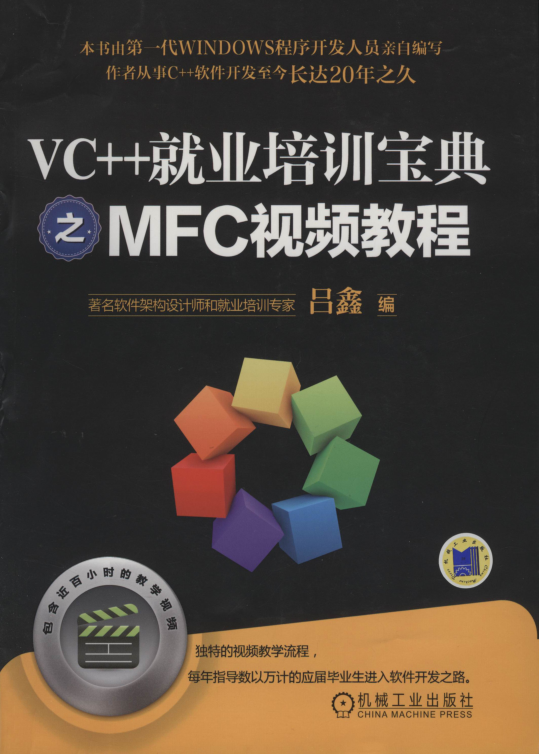 本书由第一代WINDOWS程序开发人员亲自编写
作者从事C++软件开发至今长达20年之久
VC++就业培训宝典
之 MFC视频教程
著名软件架构设计师和就业培训专家 吕鑫 编
包含近百小时的教学视频
独特的视频教学流程，
每年指导数以万计的应届毕业生进入软件开发之路。
机械工业出版社
CHINA MACHINE PRESS